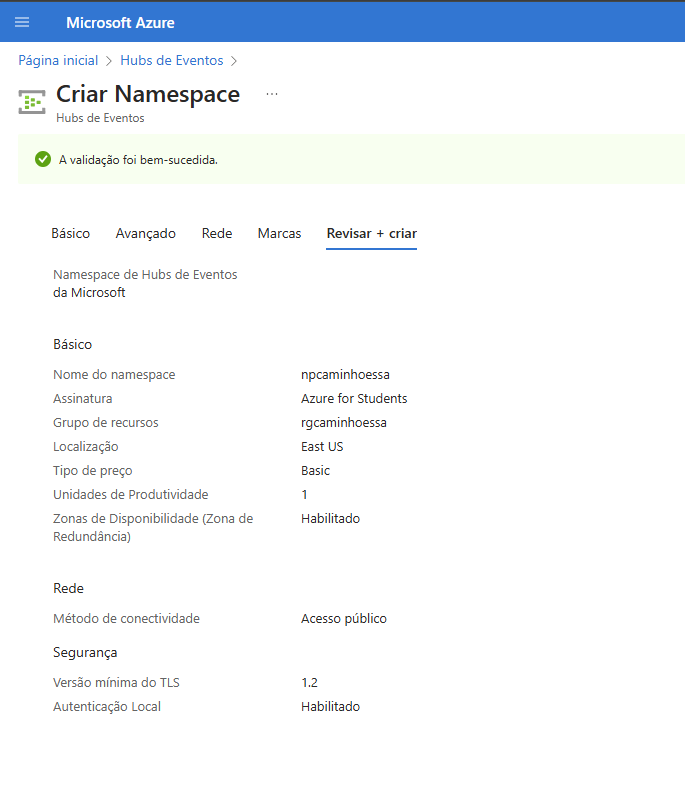 Microsoft Azure
Página inicial > Hubs de Eventos >
Criar Namespace ...
Hubs de Eventos
A validação foi bem-sucedida.
Básico Avançado Rede Marcas Revisar + criar
Namespace de Hubs de Eventos
da Microsoft
Básico
Nome do namespace npcaminhoessa
Assinatura Azure for Students
Grupo de recursos rgcaminhoessa
Localização East US
Tipo de preço Basic
Unidades de Produtividade 1
Zonas de Disponibilidade (Zona de Habilitado
Redundância)
Rede
Método de conectividade Acesso público
Segurança
Versão mínima do TLS 1.2
Autenticação Local Habilitado